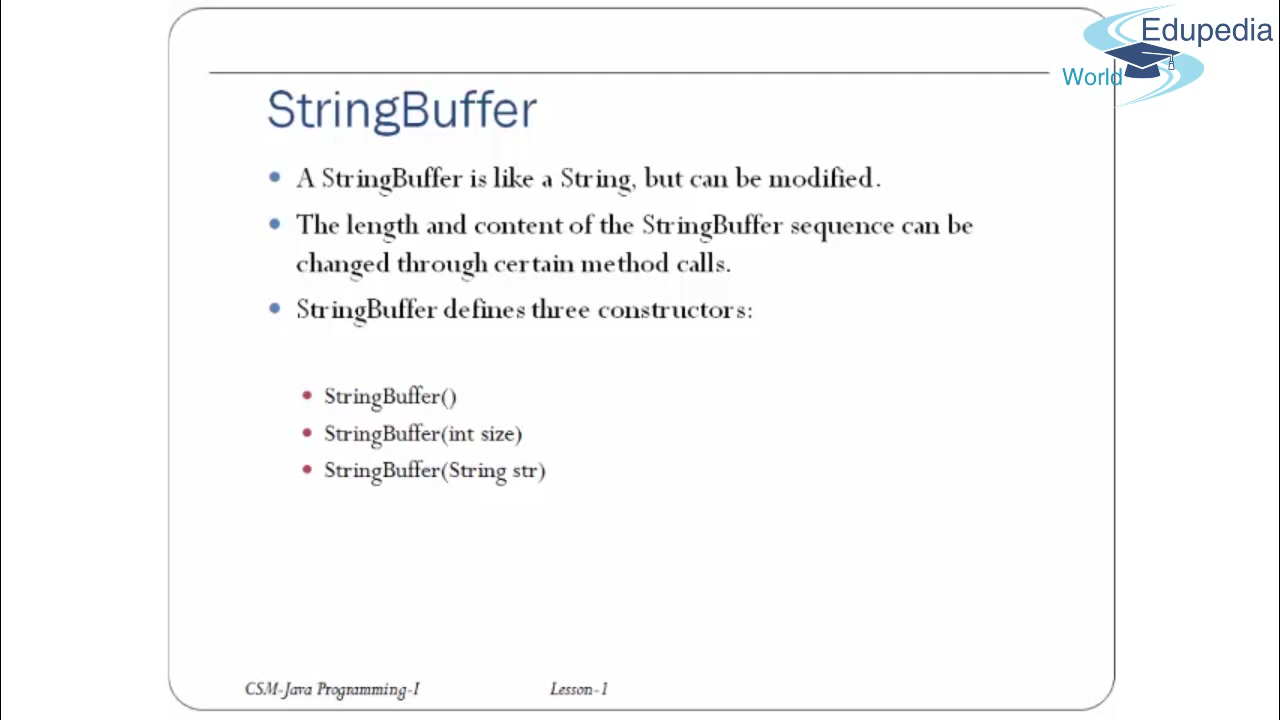 Edupedia
World
StringBuffer
• A StringBuffer is like a String, but can be modified.
• The length and content of the StringBuffer sequence can be
changed through certain method calls.
• StringBuffer defines three constructors:
• StringBuffer()
• StringBuffer(int size)
• StringBuffer(String str)
CSM-Java Programming-I Lesson-1